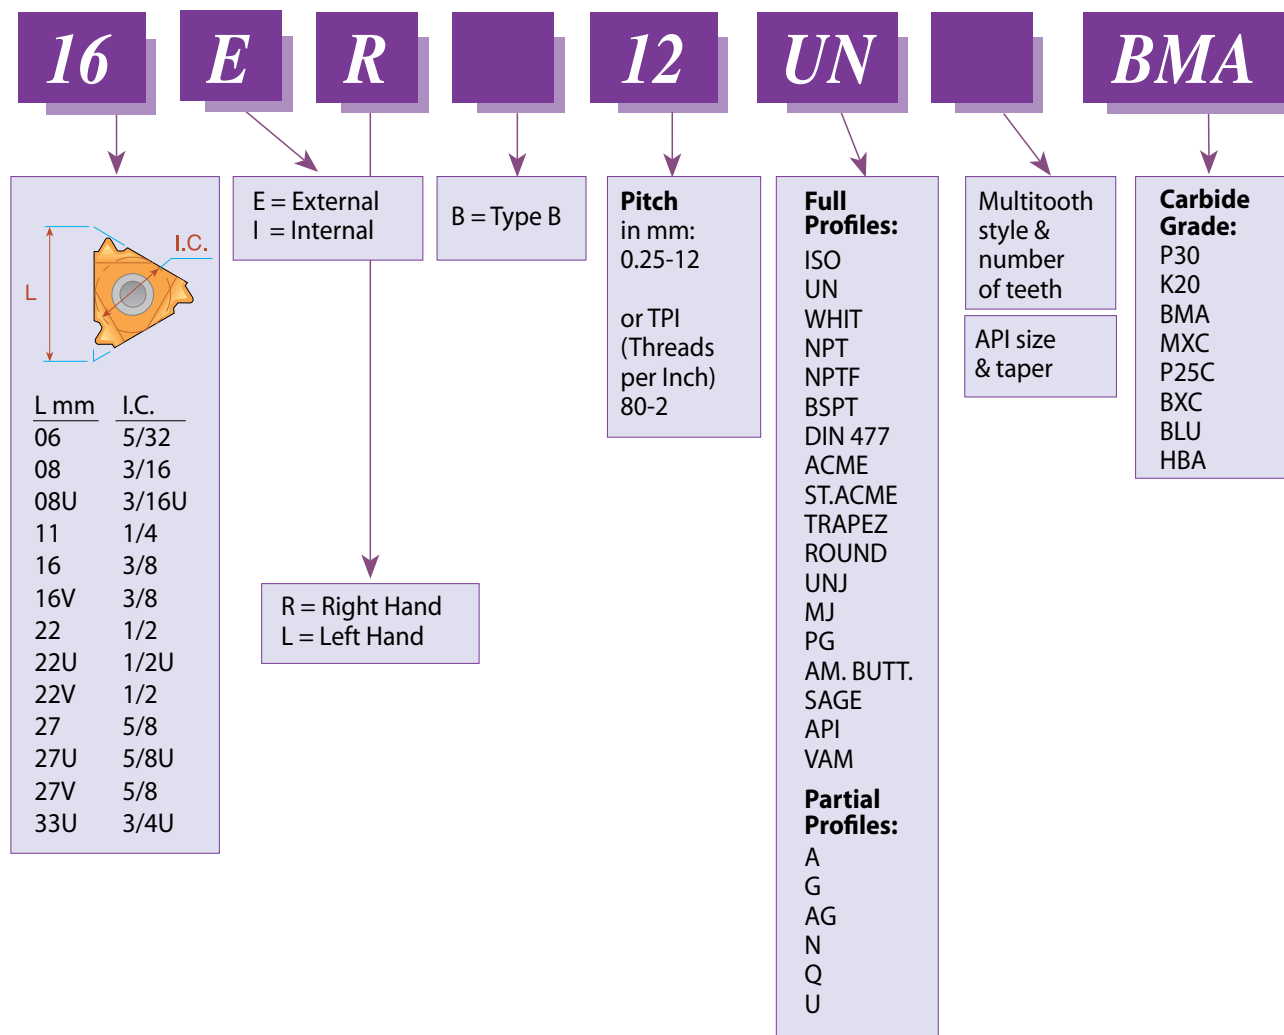 16 E R 12 UN BMA
L
I.C.
L mm I.C.
06 5/32
08 3/16
08U 3/16U
11 1/4
16 3/8
16V 3/8
22 1/2
22U 1/2U
22V 1/2
27 5/8
27U 5/8U
27V 5/8
33U 3/4U
E = External
I = Internal
R = Right Hand
L = Left Hand
B = Type B
Pitch
in mm:
0.25-12
or TPI
(Threads
per Inch)
80-2
Full
Profiles:
ISO
UN
WHIT
NPT
NPTF
BSPT
DIN 477
ACME
ST.ACME
TRAPEZ
ROUND
UNJ
MJ
PG
AM. BUTT.
SAGE
API
VAM
Partial
Profiles:
A
G
AG
N
Q
U
Multitooth
style &
number
of teeth
API size
& taper
Carbide
Grade:
P30
K20
BMA
MXC
P25C
BXC
BLU
HBA